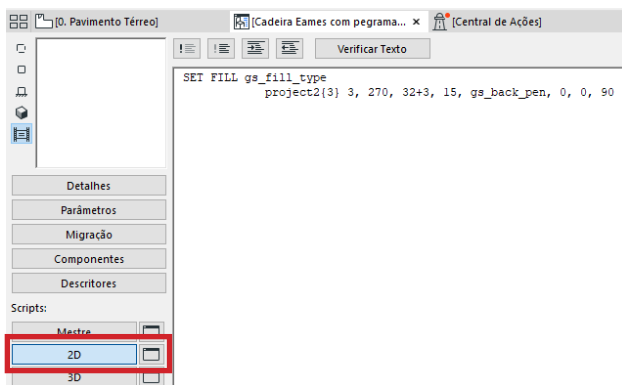 [0. Pavimento Térreo]
[Cadeira Eames com pegrama... ×
[Central de Ações]
Verificar Texto
SET FILL gs_fill_type
project2{3} 3, 270, 32+3, 15, gs_back_pen, 0, 0, 90
Detalhes
Parâmetros
Migração
Componentes
Descritores
Scripts:
Mestre
2D
3D